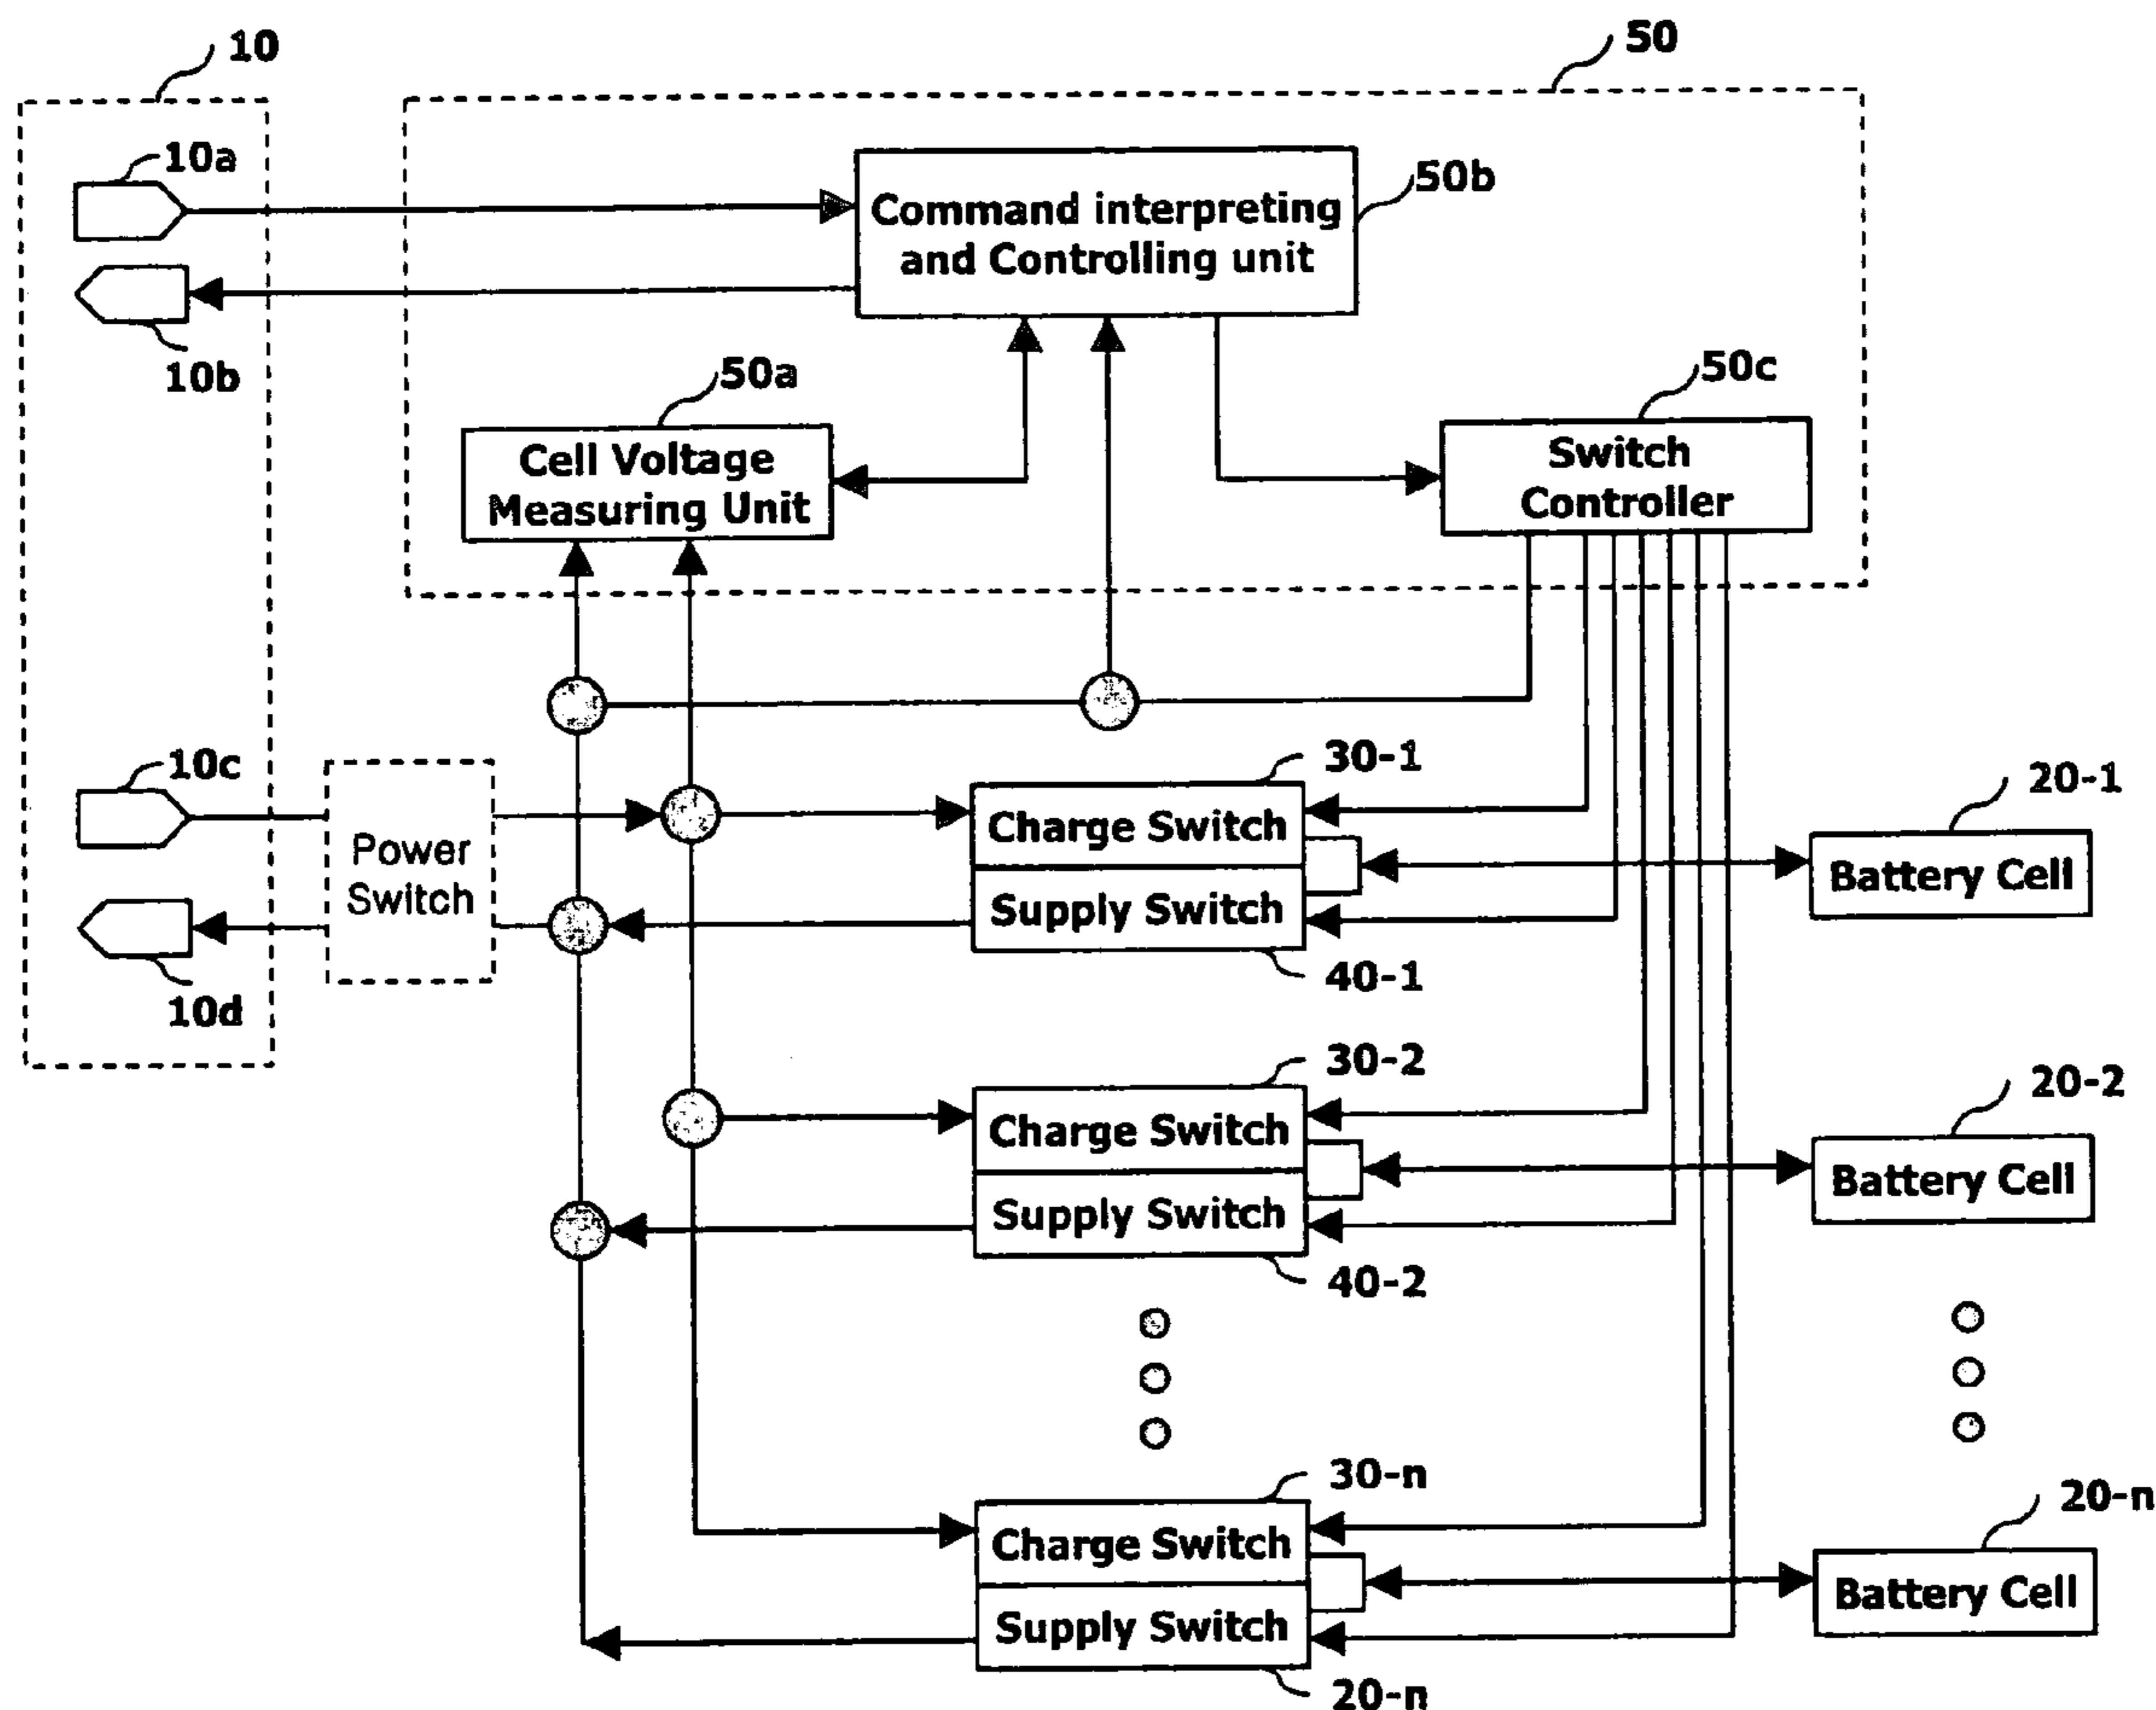 10
50
10a
50b
Command interpreting
and Controlling unit
10b
50a
50c
Cell Voltage
Measuring Unit
Switch
Controller
10c
Power
Switch
10d
30-1
20-1
Charge Switch
Supply Switch
Battery Cell
40-1
30-2
20-2
Charge Switch
Supply Switch
Battery Cell
40-2
30-n
20-n
Charge Switch
Supply Switch
Battery Cell
20-n